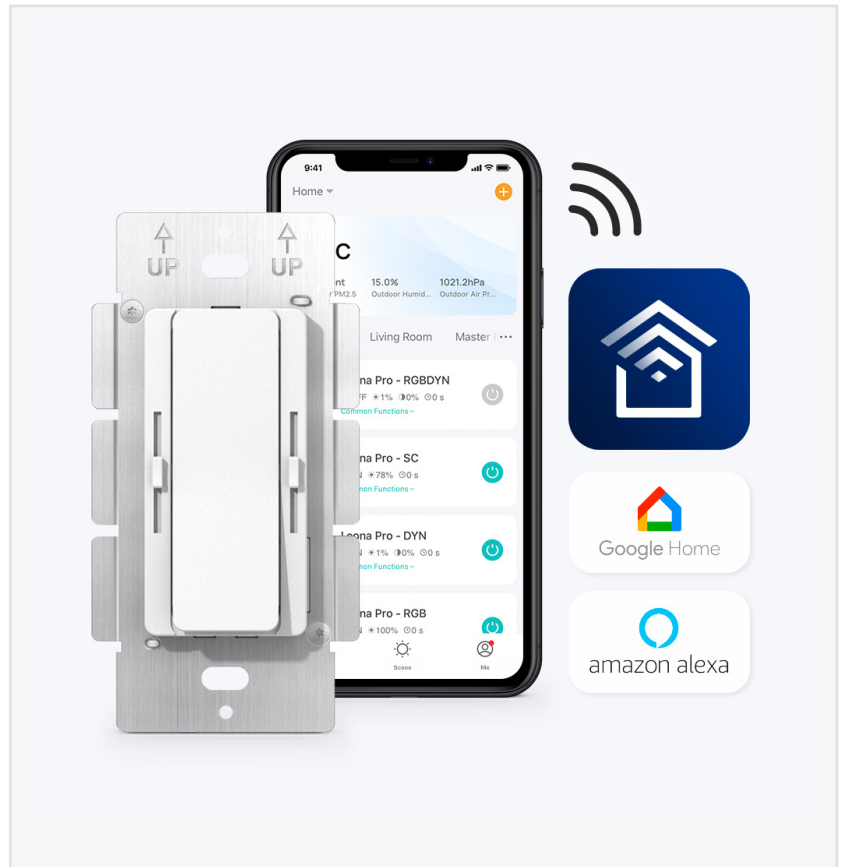 UP UP
9:41
Home
C
15.0% 1021.2hPa
PM2.5 Outdoor Humid... Outdoor Air Pr...
Living Room Master
na Pro - RGBDYN
1% 0% 0 s
Common Functions
na Pro - SC
78% 0 s
on Functions
Leona Pro - DYN
1% 0% 0 s
on Functions
na Pro - RGB
100% 0 s
Scene Me
Google Home
amazon alexa